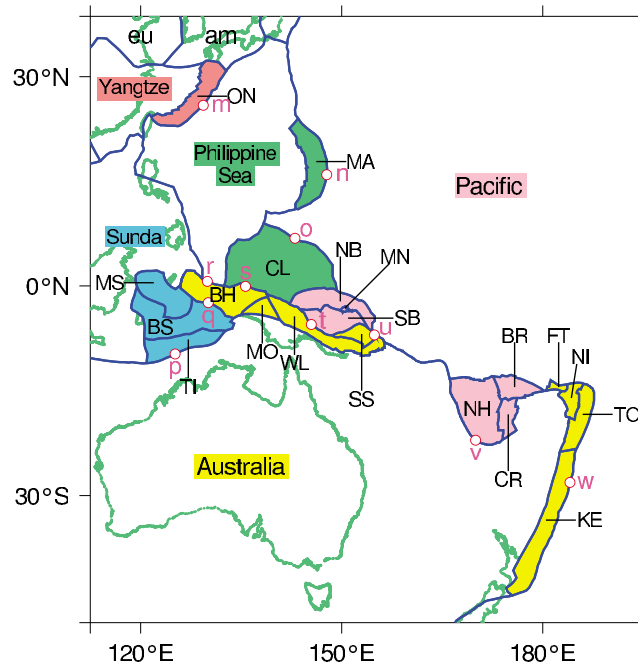 eu am
30°N
Yangtze
ON
m
Philippine
Sea
MA
n
Pacific
Sunda
o
NB
MN
r
s
CL
MS
0°N
BH
BS
q
t
SB
u
p
TI
MO
WL
SS
BR
FT
NI
NH
TO
v
CR
Australia
w
30°S
KE
120°E
150°E
180°E